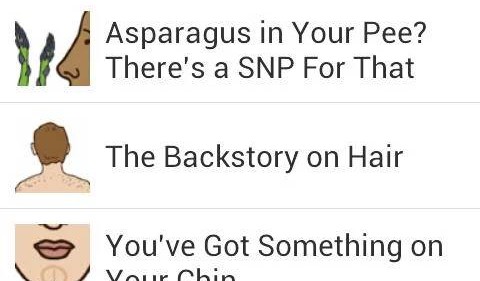 Asparagus in Your Pee?
There's a SNP For That
The Backstory on Hair
You've Got Something on
Your Chin